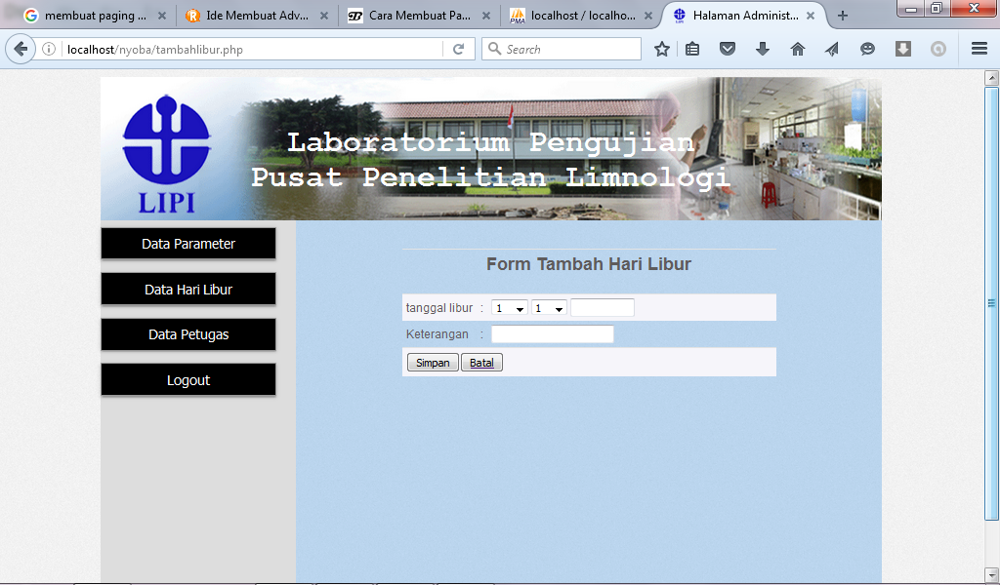 membuat paging ...
Ide Membuat Adv...
Cara Membuat Pa...
localhost / localho...
Halaman Administ...
localhost/nyoba/tambahlibur.php
Search
Laboratorium Pengujian
Pusat Penelitian Limnologi
LIPI
Data Parameter
Data Hari Libur
Data Petugas
Logout
Form Tambah Hari Libur
tanggal libur : 1 1
Keterangan :
Simpan Batal